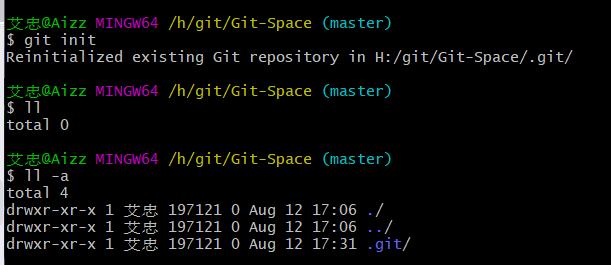 艾忠@Aizz MINGW64 /h/git/Git-Space (master)
$ git init
Reinitialized existing Git repository in H:/git/Git-Space/.git/
艾忠@Aizz MINGW64 /h/git/Git-Space (master)
$ ll
total 0
艾忠@Aizz MINGW64 /h/git/Git-Space (master)
$ ll -a
total 4
drwxr-xr-x 1 艾忠 197121 0 Aug 12 17:06 ./
drwxr-xr-x 1 艾忠 197121 0 Aug 12 17:06 ../
drwxr-xr-x 1 艾忠 197121 0 Aug 12 17:31 .git/